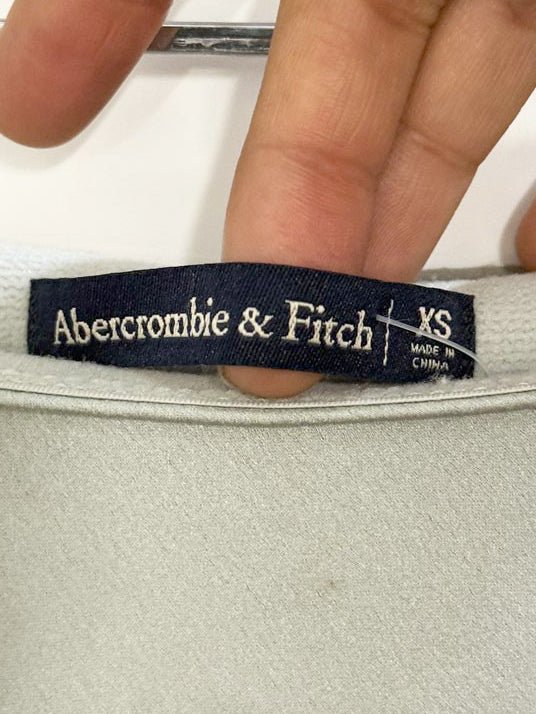 Abercrombie & Fitch
XS
MADE IN
CHINA